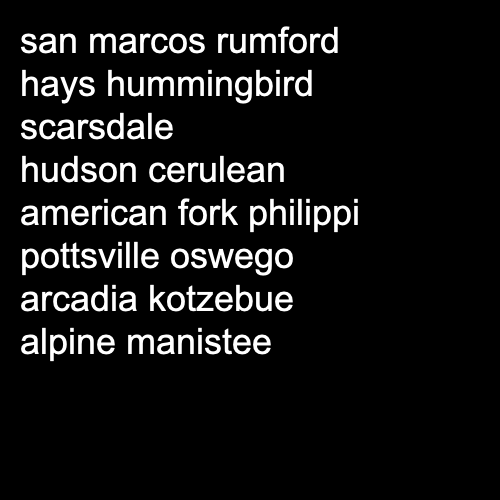 san marcos rumford
hays hummingbird
scarsdale
hudson cerulean
american fork philippi
pottsville oswego
arcadia kotzebue
alpine manistee